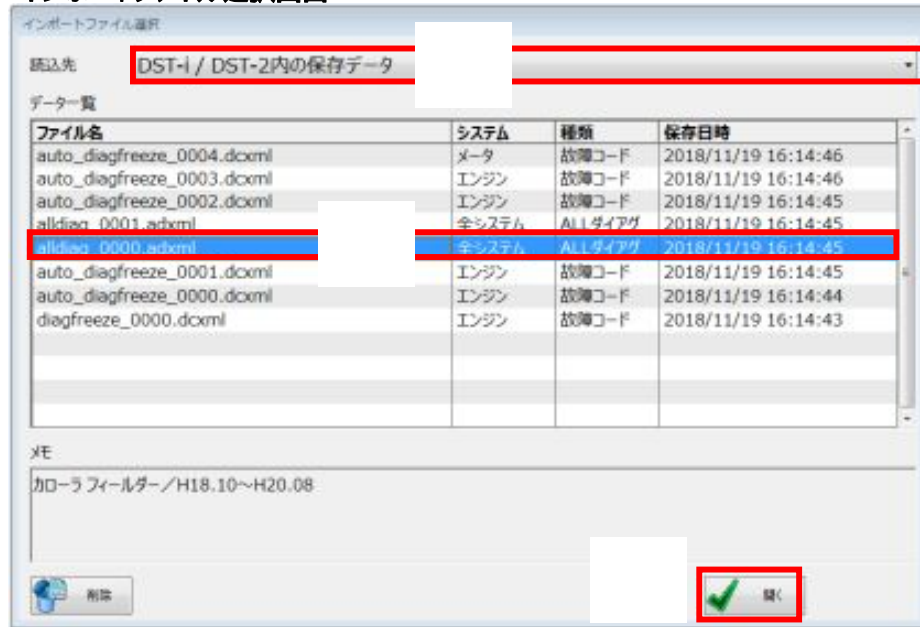 インポートファイル選択
読込先 DST-i / DST-2内の保存データ
データ一覧
ファイル名 システム 種類 保存日時
auto_diagfreeze_0004.dcxml メータ 故障コード 2018/11/19 16:14:46
auto_diagfreeze_0003.dcxml エンジン 故障コード 2018/11/19 16:14:46
auto_diagfreeze_0002.dcxml エンジン 故障コード 2018/11/19 16:14:45
alldiag_0001.adxml 全システム ALLダイアグ 2018/11/19 16:14:45
alldiag_0000.adxml 全システム ALLダイアグ 2018/11/19 16:14:45
auto_diagfreeze_0001.dcxml エンジン 故障コード 2018/11/19 16:14:45
auto_diagfreeze_0000.dcxml エンジン 故障コード 2018/11/19 16:14:44
diagfreeze_0000.dcxml エンジン 故障コード 2018/11/19 16:14:43
メモ
カローラ フィールダー/H18.10～H20.08
削除 開く